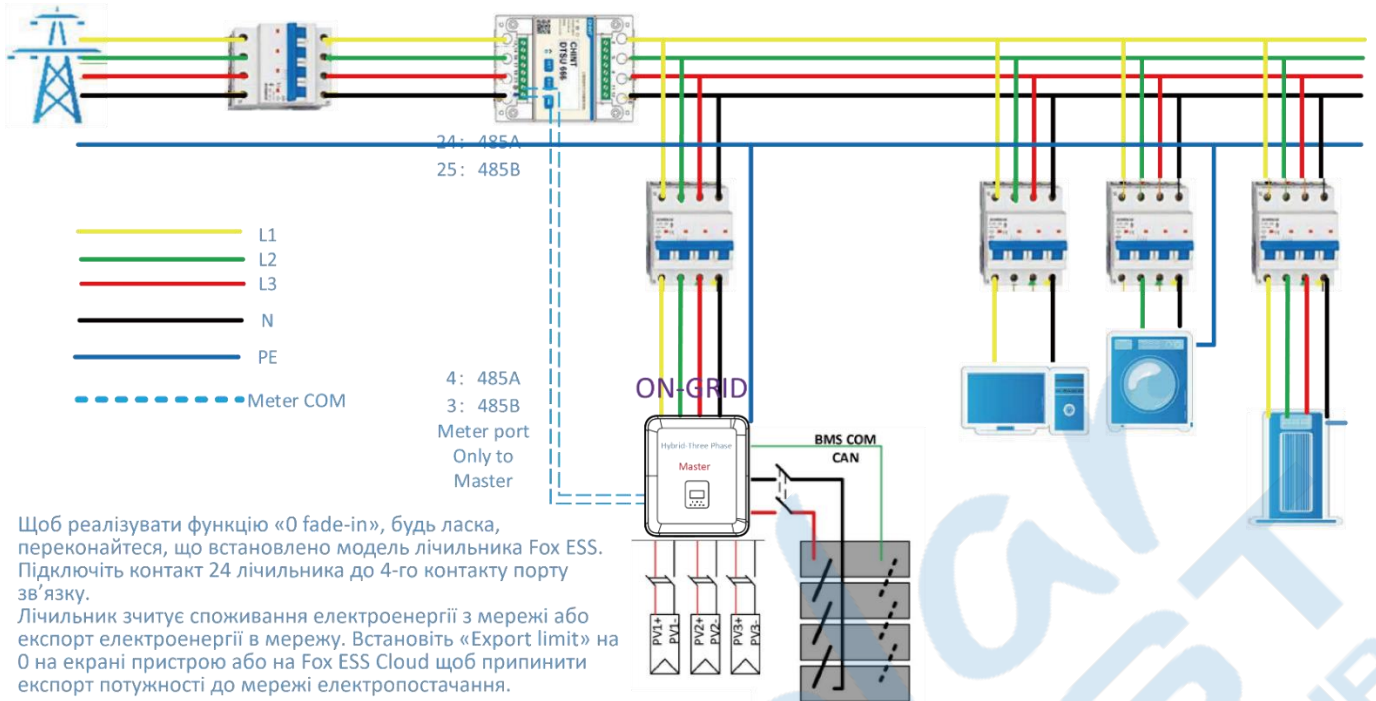 CHINT
DTSU 666
24: 485A
25: 485B
L1
L2
L3
N
PE
Meter COM
4: 485A
3: 485B
Meter port
Only to
Master
ON-GRID
Hybrid-Three Phase
Master
BMS COM
CAN
PV1+
PV1-
PV2+
PV2-
PV3+
PV3-
Щоб реалізувати функцію «0 fade-in», будь ласка,
переконайтеся, що встановлено модель лічильника Fox ESS.
Підключіть контакт 24 лічильника до 4-го контакту порту
зв’язку.
Лічильник зчитує споживання електроенергії з мережі або
експорт електроенергії в мережу. Встановіть «Export limit» на
0 на екрані пристрою або на Fox ESS Cloud щоб припинити
експорт потужності до мережі електропостачання.